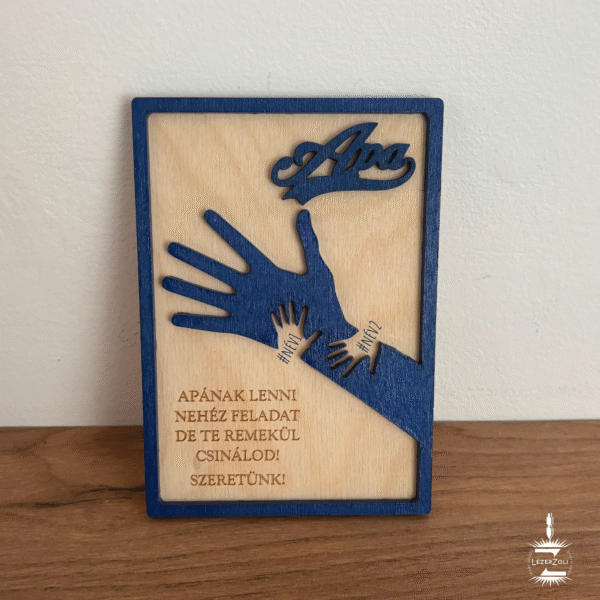 Apa
#NÉV1
#NÉV2
APÁNAK LENNI
NEHÉZ FELADAT
DE TE REMEKÜL
CSINÁLOD!
SZERETÜNK!
LÉZERZOLI